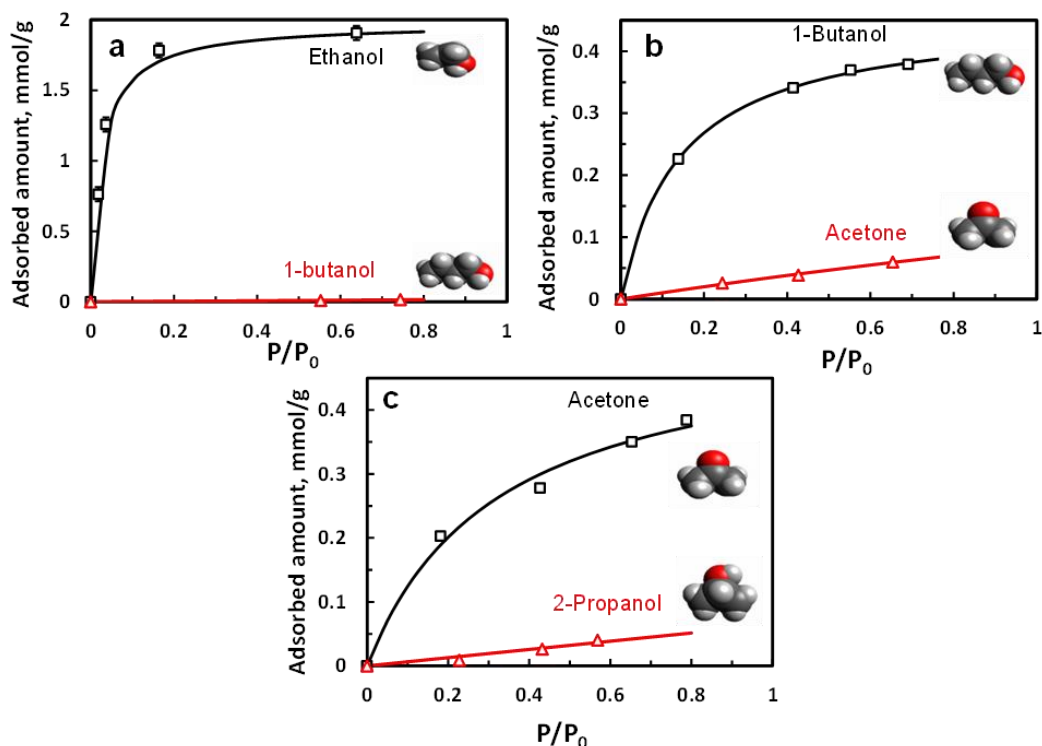 a
Ethanol
1-butanol
Adsorbed amount, mmol/g
2
1.5
1
0.5
0
0 0.2 0.4 0.6 0.8 1
P/P0
b
1-Butanol
Acetone
Adsorbed amount, mmol/g
0.4
0.3
0.2
0.1
0
0 0.2 0.4 0.6 0.8 1
P/P0
c
Acetone
2-Propanol
Adsorbed amount, mmol/g
0.4
0.3
0.2
0.1
0
0 0.2 0.4 0.6 0.8 1
P/P0